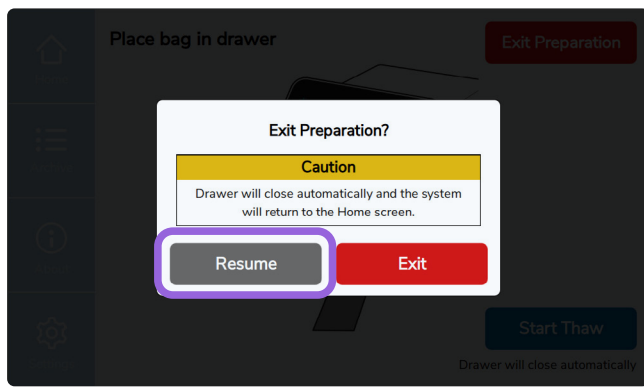 Place bag in drawer
Exit Preparation
Exit Preparation?
Caution
Drawer will close automatically and the system
will return to the Home screen.
Resume
Exit
Start Thaw
Drawer will close automatically